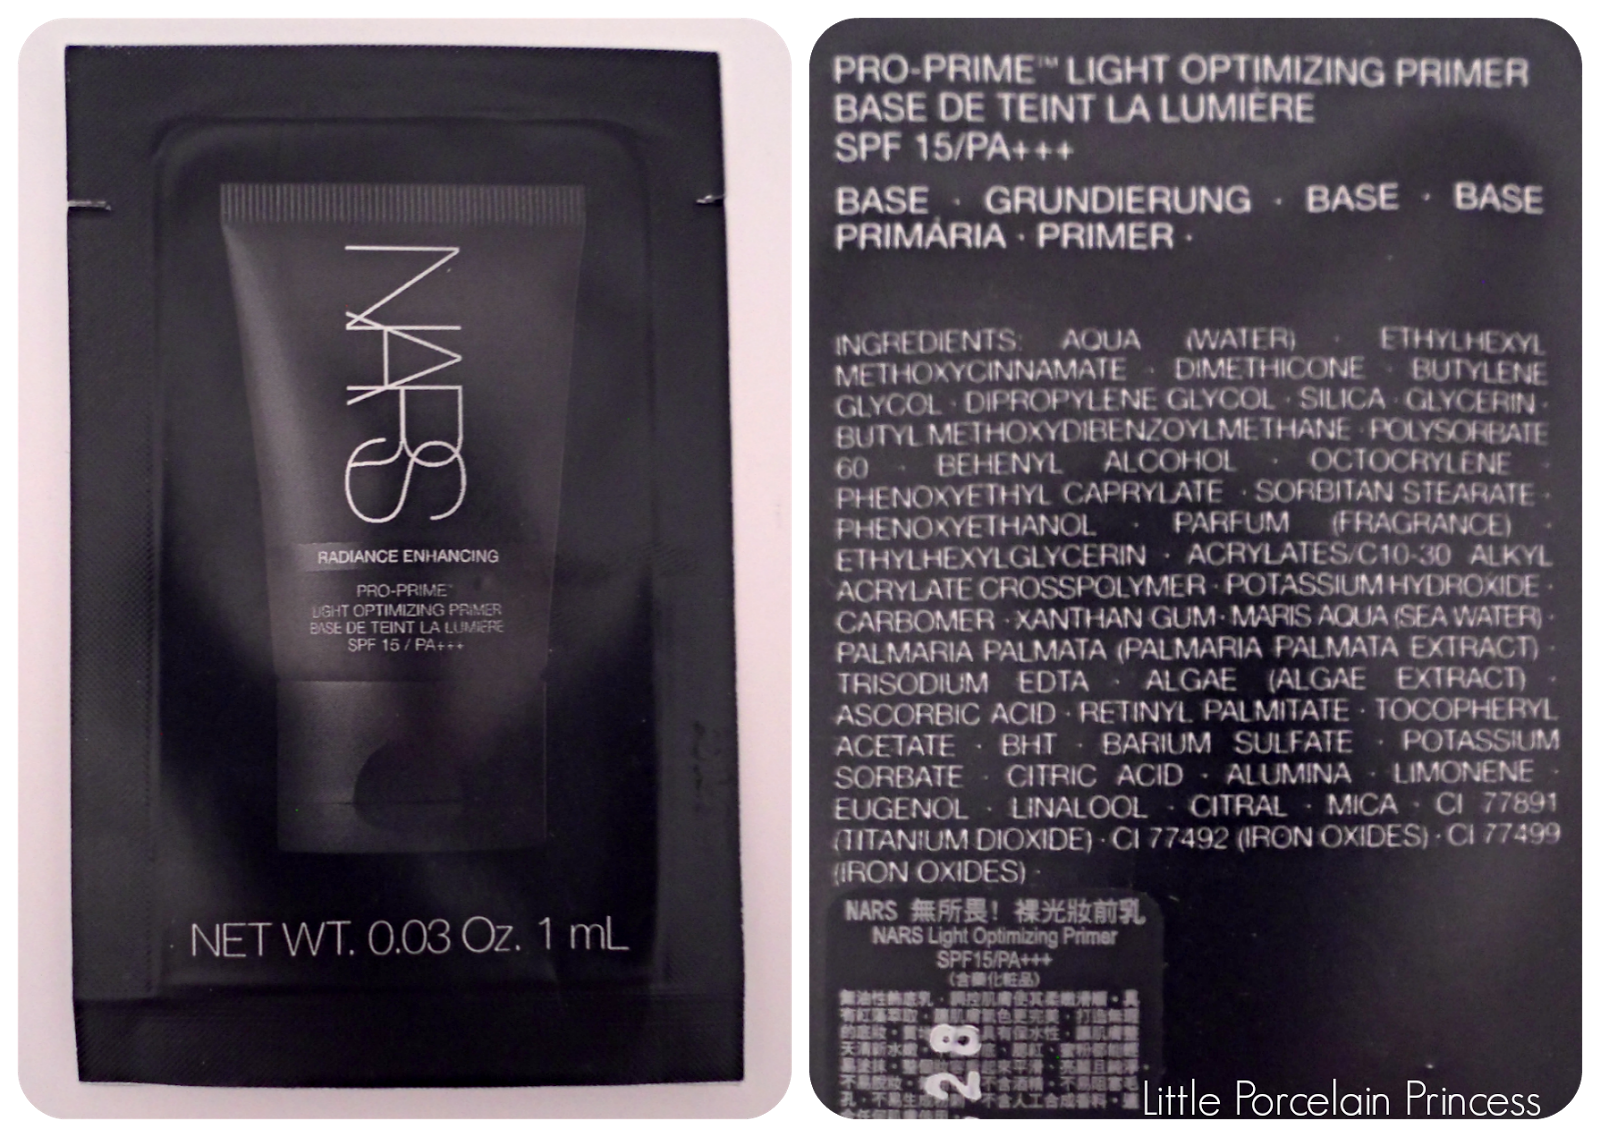 NARS
RADIANCE ENHANCING
PRO-PRIME™
LIGHT OPTIMIZING PRIMER
BASE DE TEINT LA LUMIÈRE
SPF 15 / PA+++
NET WT. 0.03 Oz. 1 mL
PRO-PRIME™ LIGHT OPTIMIZING PRIMER
BASE DE TEINT LA LUMIÈRE
SPF 15/PA+++
BASE · GRUNDIERUNG · BASE · BASE
PRIMÁRIA · PRIMER ·
INGREDIENTS: AQUA (WATER) · ETHYLHEXYL
METHOXYCINNAMATE · DIMETHICONE · BUTYLENE
GLYCOL · DIPROPYLENE GLYCOL · SILICA · GLYCERIN ·
BUTYL METHOXYDIBENZOYLMETHANE · POLYSORBATE
60 · BEHENYL ALCOHOL · OCTOCRYLENE ·
PHENOXYETHYL CAPRYLATE · SORBITAN STEARATE ·
PHENOXYETHANOL · PARFUM (FRAGRANCE) ·
ETHYLHEXYLGLYCERIN · ACRYLATES/C10-30 ALKYL
ACRYLATE CROSSPOLYMER · POTASSIUM HYDROXIDE ·
CARBOMER · XANTHAN GUM · MARIS AQUA (SEA WATER) ·
PALMARIA PALMATA (PALMARIA PALMATA EXTRACT) ·
TRISODIUM EDTA · ALGAE (ALGAE EXTRACT) ·
ASCORBIC ACID · RETINYL PALMITATE · TOCOPHERYL
ACETATE · BHT · BARIUM SULFATE · POTASSIUM
SORBATE · CITRIC ACID · ALUMINA · LIMONENE ·
EUGENOL · LINALOOL · CITRAL · MICA · CI 77891
(TITANIUM DIOXIDE) · CI 77492 (IRON OXIDES) · CI 77499
(IRON OXIDES) ·
NARS 無所畏！裸光妝前乳
NARS Light Optimizing Primer
SPF15/PA+++
(含藥化粧品)
28
Little Porcelain Princess